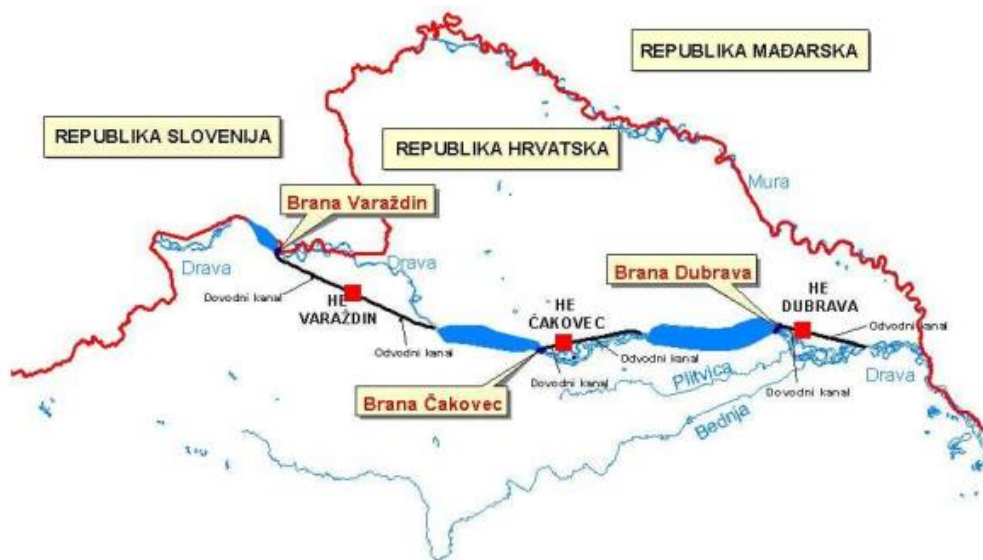 REPUBLIKA MAĐARSKA
REPUBLIKA SLOVENIJA
REPUBLIKA HRVATSKA
Mura
Brana Varaždin
Drava
Drava
Brana Dubrava
Dovodni kanal
HE
VARAŽDIN
HE
ČAKOVEC
HE
DUBRAVA
Odvodni kanal
Odvodni kanal
Odvodni kanal
Dovodni kanal
Plitvica
Dovodni kanal
Drava
Brana Čakovec
Bednja